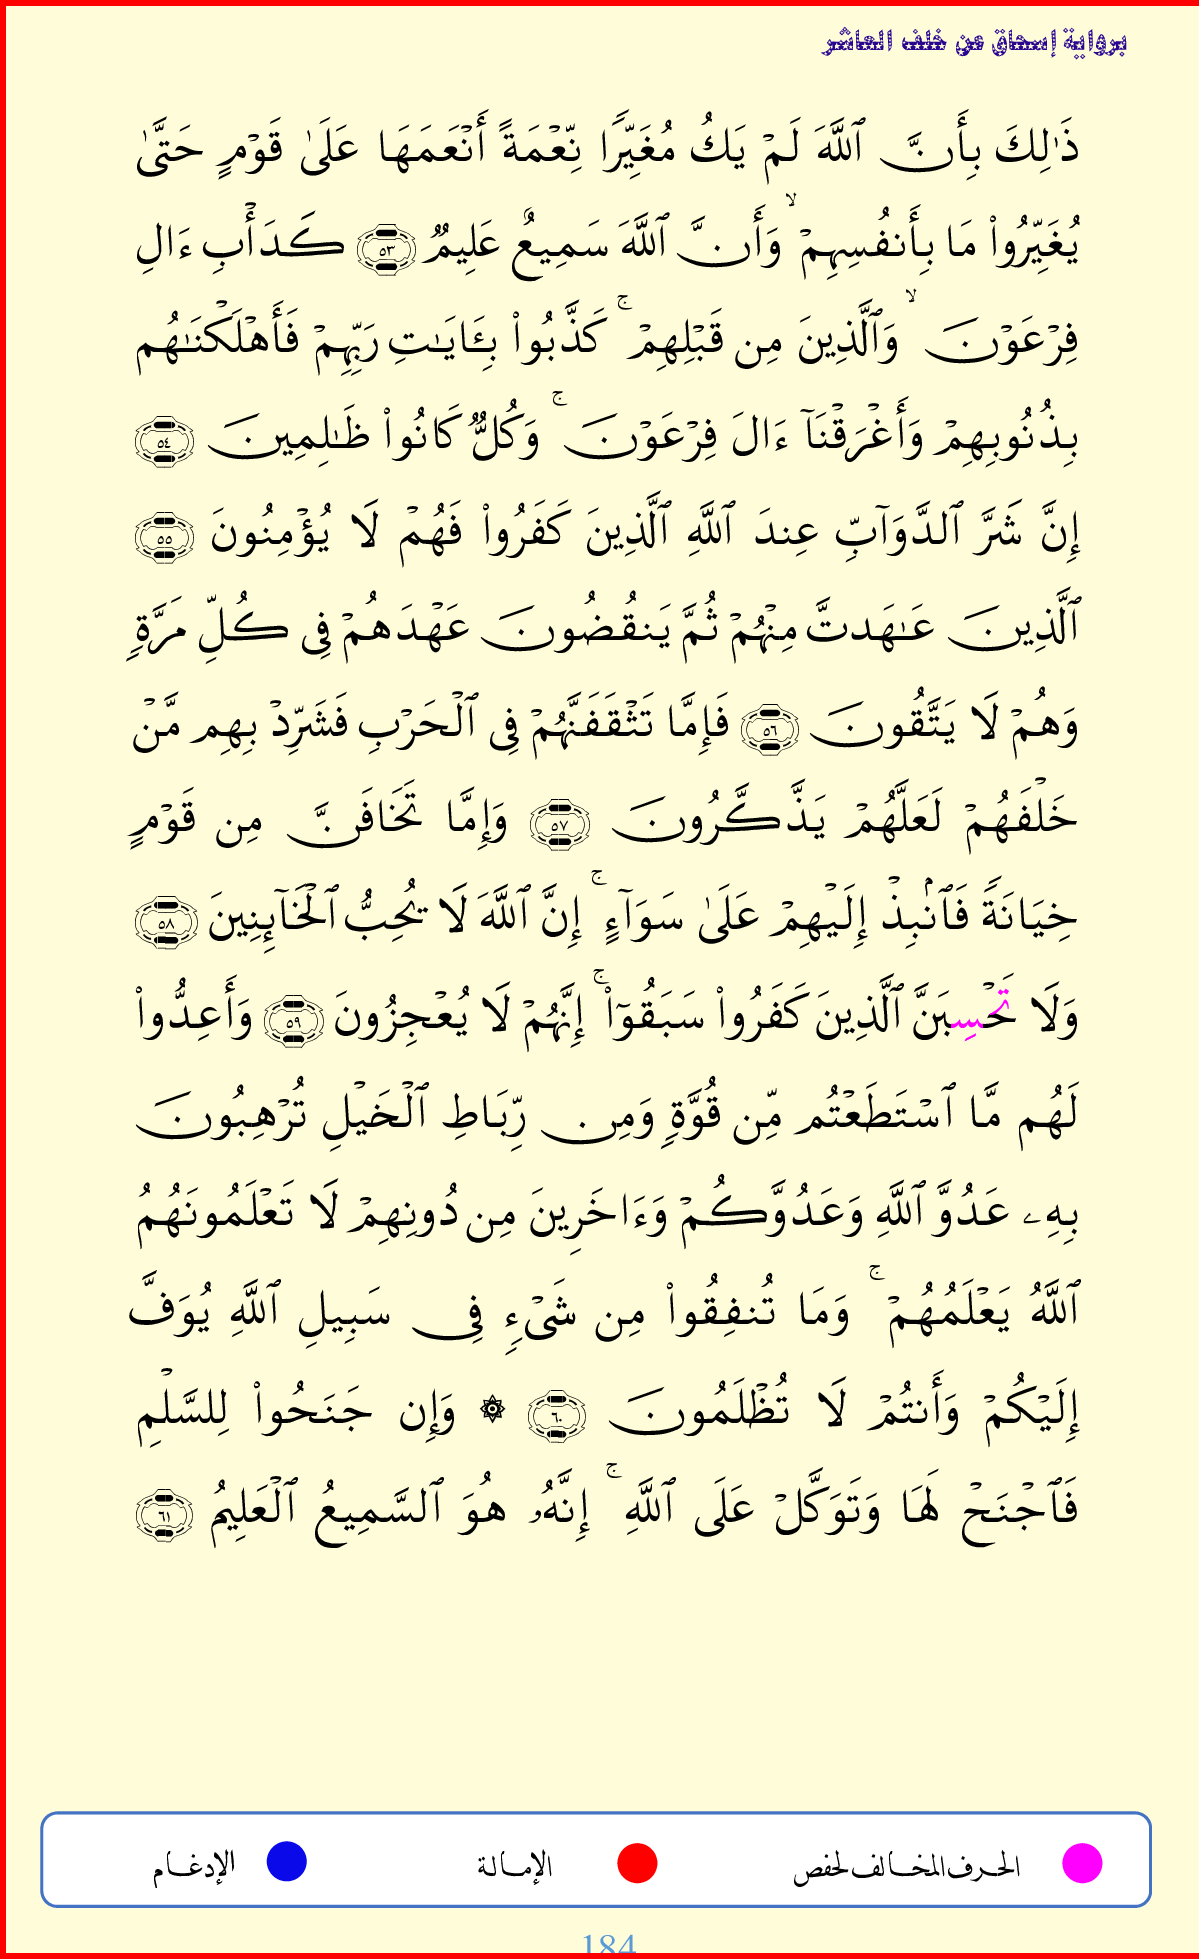 برواية إسحاق عن خلف العاشر
ذَٰلِكَ بِأَنَّ ٱللَّهَ لَمۡ يَكُ مُغَيِّرٗا نِّعۡمَةً أَنۡعَمَهَا عَلَىٰ قَوۡمٍ حَتَّىٰ
يُغَيِّرُواْ مَا بِأَنفُسِهِمۡ ۙ وَأَنَّ ٱللَّهَ سَمِيعٌ عَلِيمٞ ٥٣ كَدَأۡبِ ءَالِ
فِرۡعَوۡنَ ۙ وَٱلَّذِينَ مِن قَبۡلِهِمۡ ۚ كَذَّبُواْ بِـَٔايَٰتِ رَبِّهِمۡ فَأَهۡلَكۡنَٰهُم
بِذُنُوبِهِمۡ وَأَغۡرَقۡنَآ ءَالَ فِرۡعَوۡنَ ۚ وَكُلّٞ كَانُواْ ظَٰلِمِينَ ٥٤
إِنَّ شَرَّ ٱلدَّوَآبِّ عِندَ ٱللَّهِ ٱلَّذِينَ كَفَرُواْ فَهُمۡ لَا يُؤۡمِنُونَ ٥٥
ٱلَّذِينَ عَٰهَدتَّ مِنۡهُمۡ ثُمَّ يَنقُضُونَ عَهۡدَهُمۡ فِي كُلِّ مَرَّةٖ
وَهُمۡ لَا يَتَّقُونَ ٥٦ فَإِمَّا تَثۡقَفَنَّهُمۡ فِي ٱلۡحَرۡبِ فَشَرِّدۡ بِهِم مَّنۡ
خَلۡفَهُمۡ لَعَلَّهُمۡ يَذَّكَّرُونَ ٥٧ وَإِمَّا تَخَافَنَّ مِن قَوۡمٍ
خِيَانَةٗ فَٱنۢبِذۡ إِلَيۡهِمۡ عَلَىٰ سَوَآءٍ ۚ إِنَّ ٱللَّهَ لَا يُحِبُّ ٱلۡخَآئِنِينَ ٥٨
وَلَا تَحۡسِبَنَّ ٱلَّذِينَ كَفَرُواْ سَبَقُوٓاْ ۚ إِنَّهُمۡ لَا يُعۡجِزُونَ ٥٩ وَأَعِدُّواْ
لَهُم مَّا ٱسۡتَطَعۡتُم مِّن قُوَّةٖ وَمِن رِّبَاطِ ٱلۡخَيۡلِ تُرۡهِبُونَ
بِهِۦ عَدُوَّ ٱللَّهِ وَعَدُوَّكُمۡ وَءَاخَرِينَ مِن دُونِهِمۡ لَا تَعۡلَمُونَهُمُ
ٱللَّهُ يَعۡلَمُهُمۡ ۚ وَمَا تُنفِقُواْ مِن شَيۡءٖ فِي سَبِيلِ ٱللَّهِ يُوَفَّ
إِلَيۡكُمۡ وَأَنتُمۡ لَا تُظۡلَمُونَ ٦٠ ۞ وَإِن جَنَحُواْ لِلسَّلۡمِ
فَٱجۡنَحۡ لَهَا وَتَوَكَّلۡ عَلَى ٱللَّهِ ۚ إِنَّهُۥ هُوَ ٱلسَّمِيعُ ٱلۡعَلِيمُ ٦١
الحرف المخالف لحفص الإمالة الإدغام
184